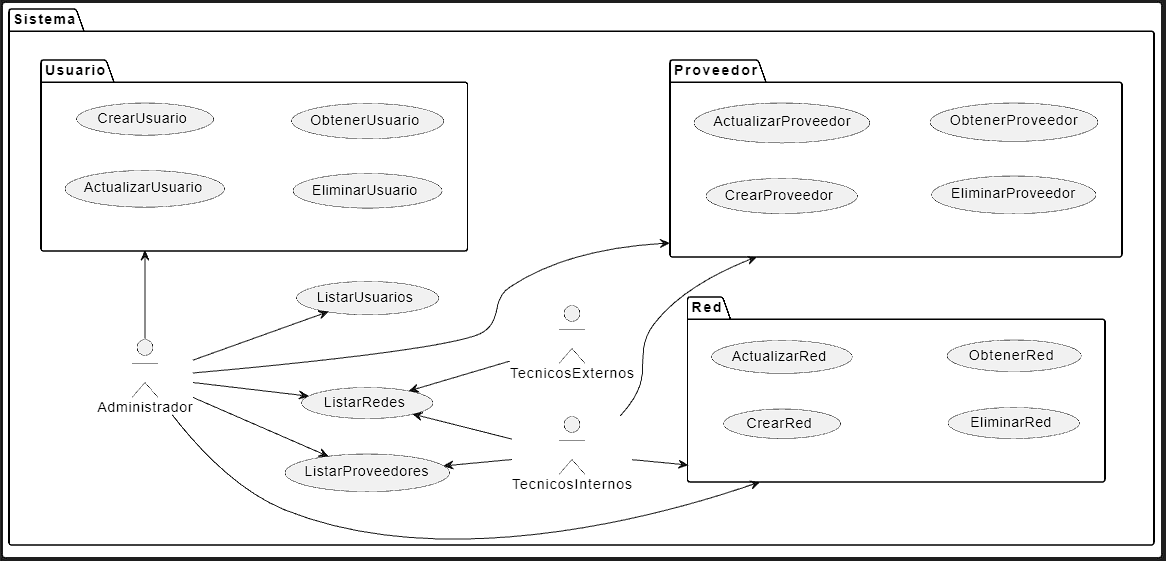 Sistema
Usuario
CrearUsuario
ObtenerUsuario
ActualizarUsuario
EliminarUsuario
Proveedor
ActualizarProveedor
ObtenerProveedor
CrearProveedor
EliminarProveedor
ListarUsuarios
Red
ActualizarRed
ObtenerRed
CrearRed
EliminarRed
TecnicosExternos
Administrador
ListarRedes
ListarProveedores
TecnicosInternos